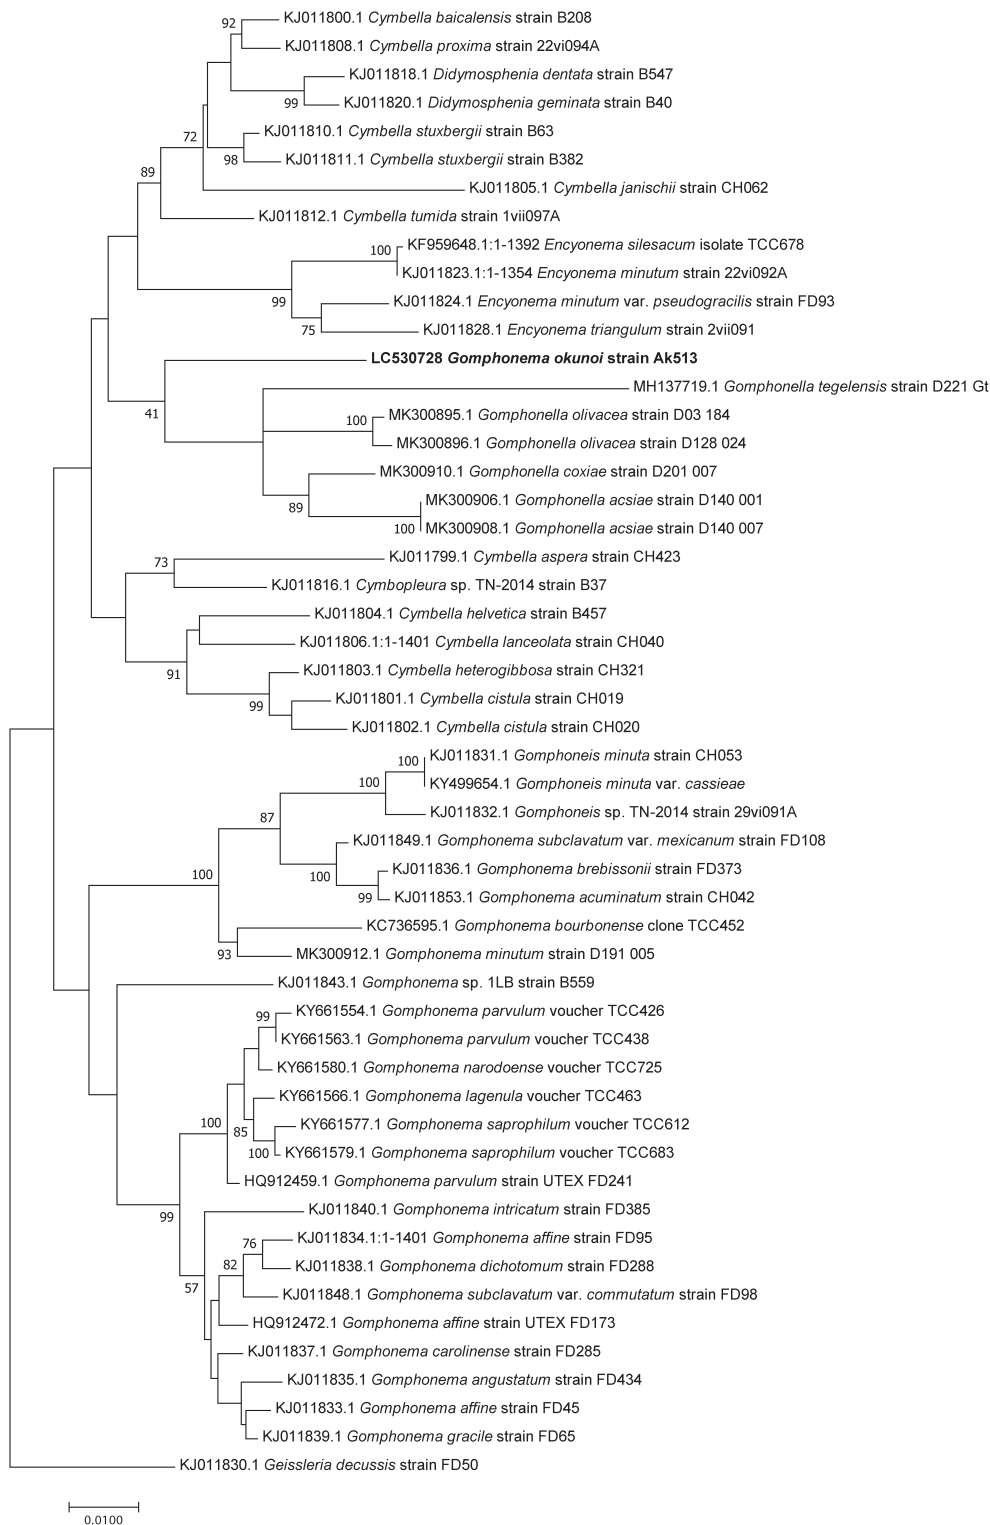 KJ011800.1 Cymbella baicalensis strain B208
92
KJ011808.1 Cymbella proxima strain 22vi094A
KJ011818.1 Didymosphenia dentata strain B547
99
KJ011820.1 Didymosphenia geminata strain B40
KJ011810.1 Cymbella stuxbergii strain B63
72
98
KJ011811.1 Cymbella stuxbergii strain B382
89
KJ011805.1 Cymbella janischii strain CH062
KJ011812.1 Cymbella tumida strain 1vii097A
KF959648.1:1-1392 Encyonema silesacum isolate TCC678
100
KJ011823.1:1-1354 Encyonema minutum strain 22vi092A
99
KJ011824.1 Encyonema minutum var. pseudogracilis strain FD93
75
KJ011828.1 Encyonema triangulum strain 2vii091
LC530728 Gomphonema okunoi strain Ak513
MH137719.1 Gomphonella tegelensis strain D221 Gt
41
MK300895.1 Gomphonella olivacea strain D03 184
100
MK300896.1 Gomphonella olivacea strain D128 024
MK300910.1 Gomphonella coxiae strain D201 007
89
MK300906.1 Gomphonella acsiae strain D140 001
100
MK300908.1 Gomphonella acsiae strain D140 007
KJ011799.1 Cymbella aspera strain CH423
73
KJ011816.1 Cymbopleura sp. TN-2014 strain B37
KJ011804.1 Cymbella helvetica strain B457
KJ011806.1:1-1401 Cymbella lanceolata strain CH040
91
KJ011803.1 Cymbella heterogibbosa strain CH321
99
KJ011801.1 Cymbella cistula strain CH019
KJ011802.1 Cymbella cistula strain CH020
KJ011831.1 Gomphoneis minuta strain CH053
100
KY499654.1 Gomphoneis minuta var. cassieae
100
KJ011832.1 Gomphoneis sp. TN-2014 strain 29vi091A
87
KJ011849.1 Gomphonema subclavatum var. mexicanum strain FD108
100
KJ011836.1 Gomphonema brebissonii strain FD373
100
99
KJ011853.1 Gomphonema acuminatum strain CH042
KC736595.1 Gomphonema bourbonense clone TCC452
93
MK300912.1 Gomphonema minutum strain D191 005
KJ011843.1 Gomphonema sp. 1LB strain B559
KY661554.1 Gomphonema parvulum voucher TCC426
99
KY661563.1 Gomphonema parvulum voucher TCC438
KY661580.1 Gomphonema narodoense voucher TCC725
KY661566.1 Gomphonema lagenula voucher TCC463
100
85
KY661577.1 Gomphonema saprophilum voucher TCC612
100
KY661579.1 Gomphonema saprophilum voucher TCC683
HQ912459.1 Gomphonema parvulum strain UTEX FD241
99
KJ011840.1 Gomphonema intricatum strain FD385
KJ011834.1:1-1401 Gomphonema affine strain FD95
76
82
KJ011838.1 Gomphonema dichotomum strain FD288
57
KJ011848.1 Gomphonema subclavatum var. commutatum strain FD98
HQ912472.1 Gomphonema affine strain UTEX FD173
KJ011837.1 Gomphonema carolinense strain FD285
KJ011835.1 Gomphonema angustatum strain FD434
KJ011833.1 Gomphonema affine strain FD45
KJ011839.1 Gomphonema gracile strain FD65
KJ011830.1 Geissleria decussis strain FD50
0.0100